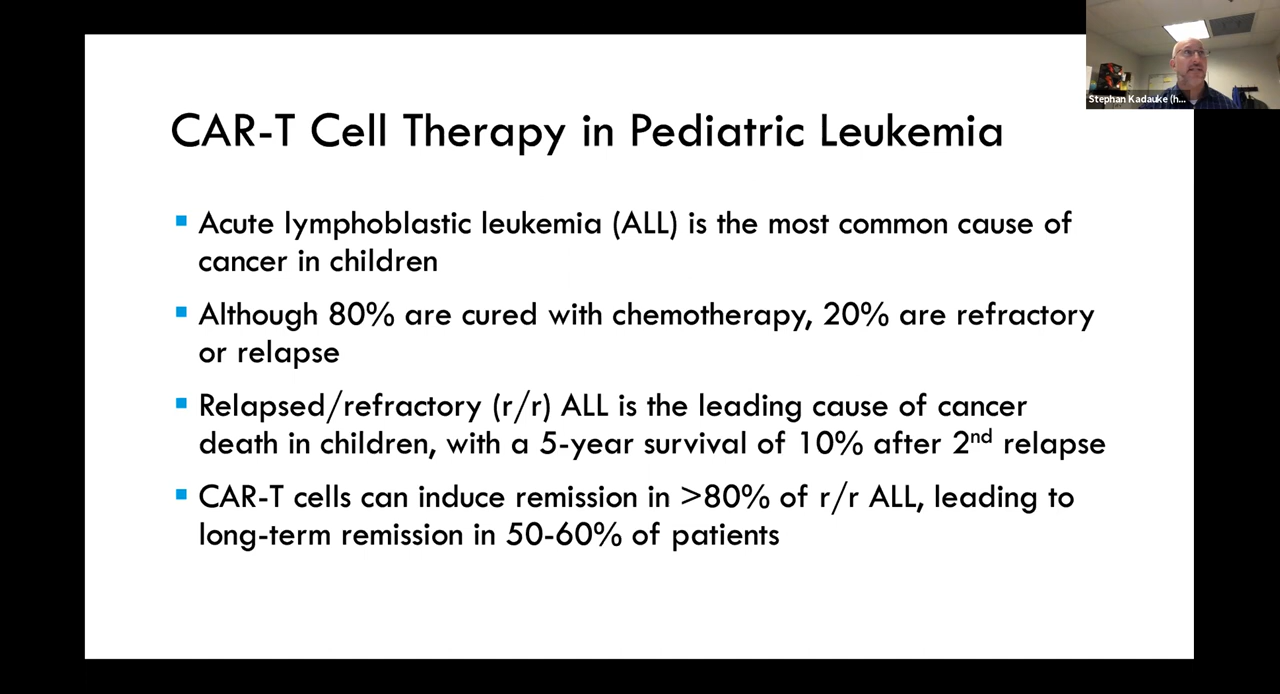 Stephan Kadauke (h...
CAR-T Cell Therapy in Pediatric Leukemia
▪ Acute lymphoblastic leukemia (ALL) is the most common cause of
cancer in children
▪ Although 80% are cured with chemotherapy, 20% are refractory
or relapse
▪ Relapsed/refractory (r/r) ALL is the leading cause of cancer
death in children, with a 5-year survival of 10% after 2nd relapse
▪ CAR-T cells can induce remission in >80% of r/r ALL, leading to
long-term remission in 50-60% of patients